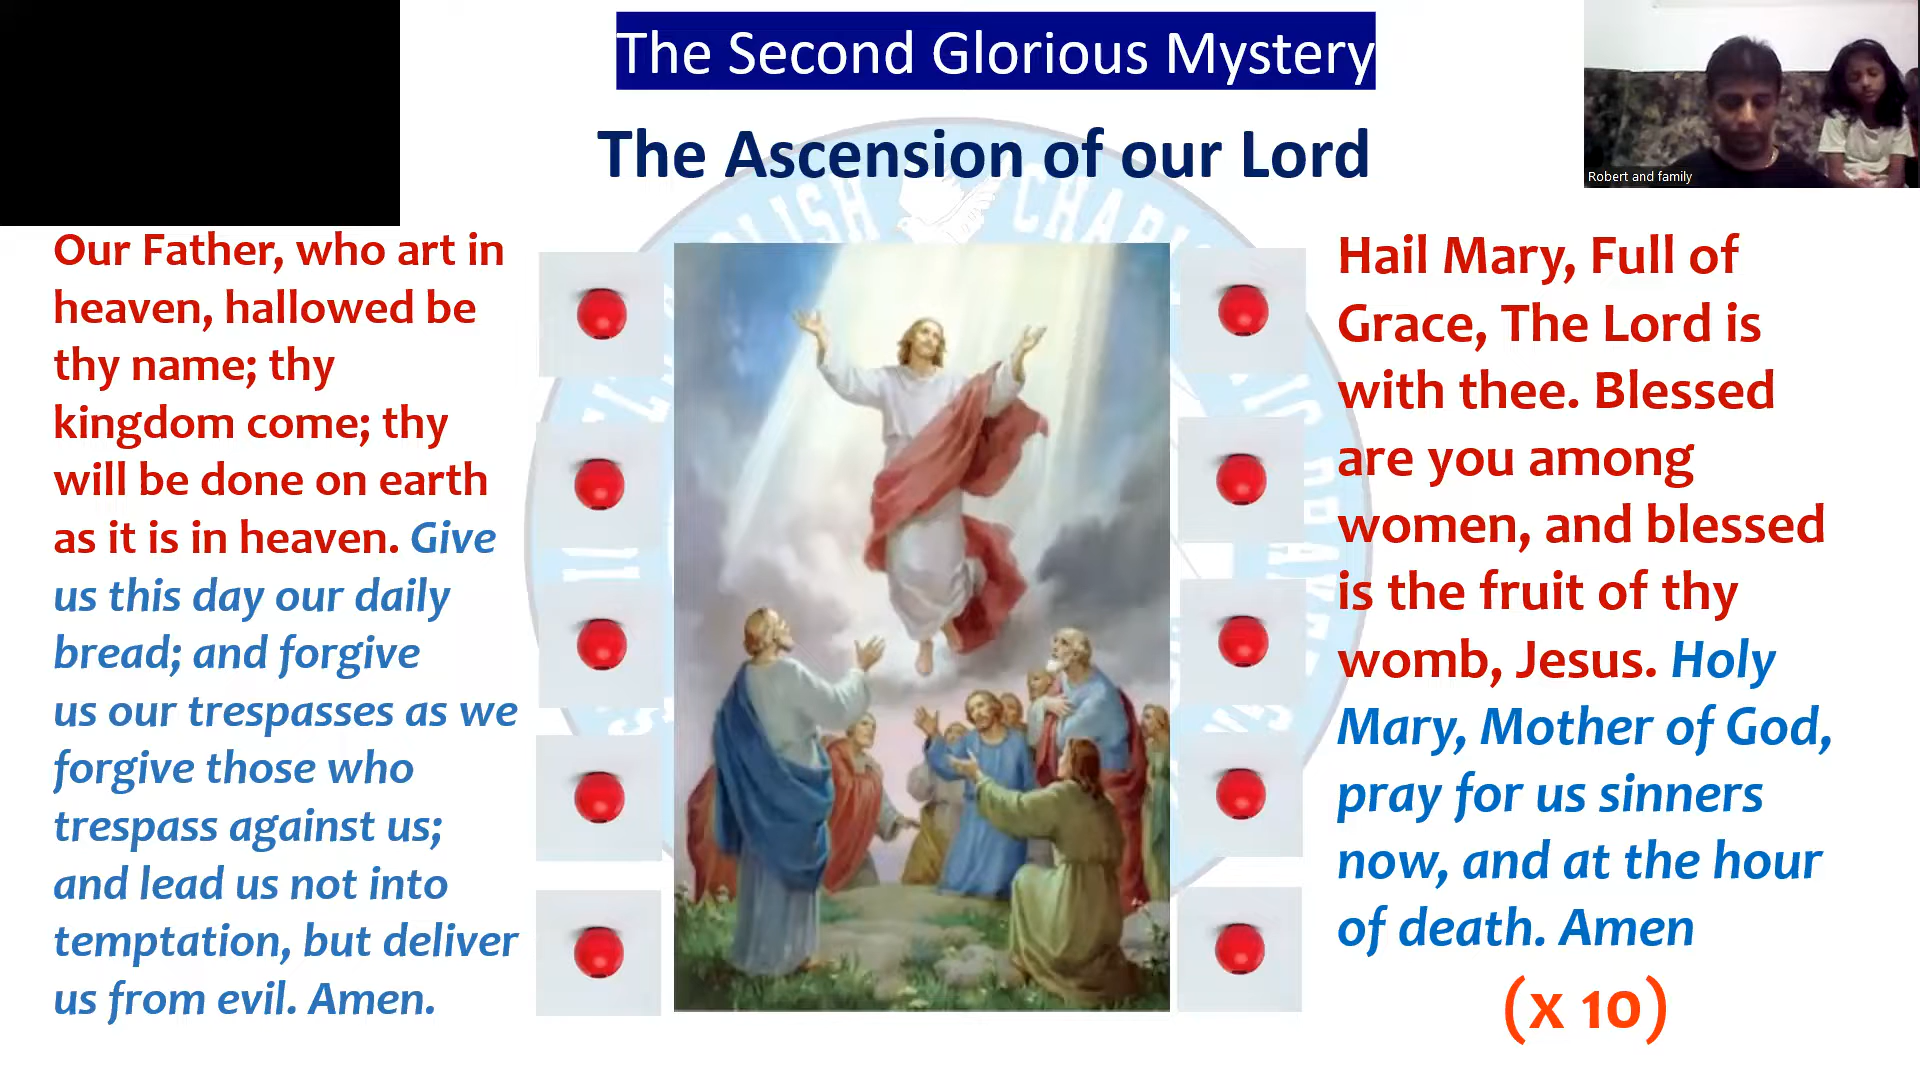 The Second Glorious Mystery
The Ascension of our Lord
Robert and family
Our Father, who art in
heaven, hallowed be
thy name; thy
kingdom come; thy
will be done on earth
as it is in heaven. Give
us this day our daily
bread; and forgive
us our trespasses as we
forgive those who
trespass against us;
and lead us not into
temptation, but deliver
us from evil. Amen.
Hail Mary, Full of
Grace, The Lord is
with thee. Blessed
are you among
women, and blessed
is the fruit of thy
womb, Jesus. Holy
Mary, Mother of God,
pray for us sinners
now, and at the hour
of death. Amen
(x 10)